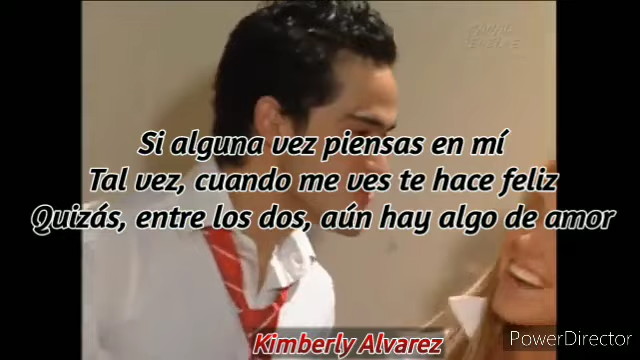 Si alguna vez piensas en mí
Tal vez, cuando me ves te hace feliz
Quizás, entre los dos, aún hay algo de amor
Kimberly Alvarez
PowerDirector